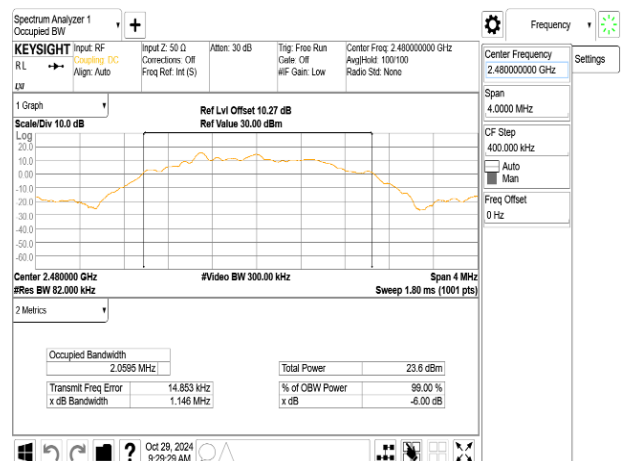 Spectrum Analyzer 1
Occupied BW
Frequency
KEYSIGHT
RL
Input: RF
Coupling: DC
Align: Auto
Input Z: 50 Ω
Corrections: Off
Freq Ref: Int (S)
Atten: 30 dB
Trig: Free Run
Gate: Off
#IF Gain: Low
Center Freq: 2.480000000 GHz
Avg|Hold: 100/100
Radio Std: None
Center Frequency
2.480000000 GHz
Settings
Span
4.0000 MHz
CF Step
400.000 kHz
Auto
Man
Freq Offset
0 Hz
1 Graph
Scale/Div 10.0 dB
Ref Lvl Offset 10.27 dB
Ref Value 30.00 dBm
Log
20.0
10.0
0.00
-10.0
-20.0
-30.0
-40.0
-50.0
-60.0
Center 2.480000 GHz
#Video BW 300.00 kHz
Span 4 MHz
#Res BW 82.000 kHz
Sweep 1.80 ms (1001 pts)
2 Metrics
Occupied Bandwidth
2.0595 MHz
Total Power 23.6 dBm
Transmit Freq Error 14.853 kHz
% of OBW Power 99.00 %
x dB Bandwidth 1.146 MHz
x dB -6.00 dB
Oct 29, 2024
9:29:29 AM